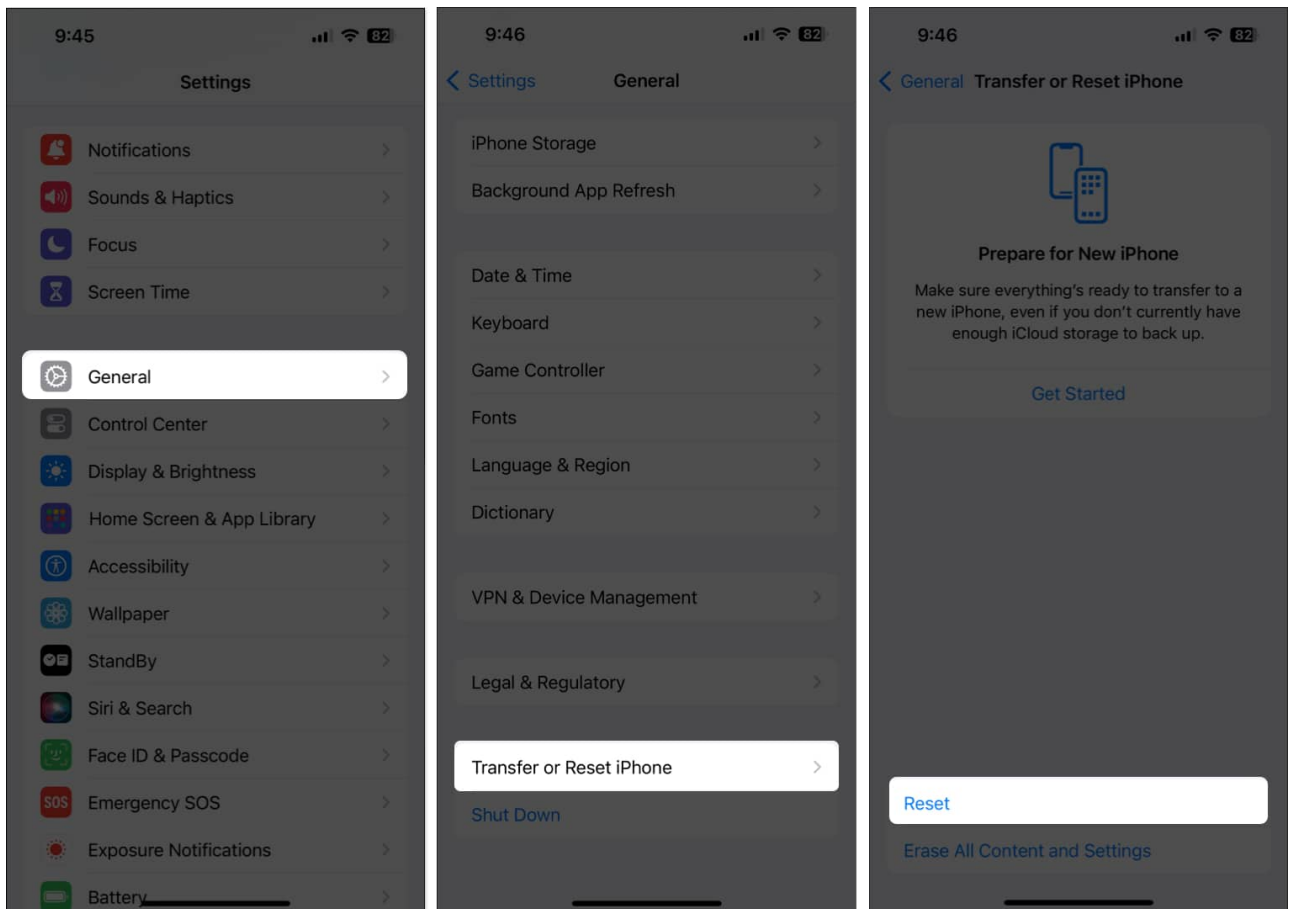 9:45
82
Settings
Notifications
Sounds & Haptics
Focus
Screen Time
General
Control Center
Display & Brightness
Home Screen & App Library
Accessibility
Wallpaper
StandBy
Siri & Search
Face ID & Passcode
SOS
Emergency SOS
Exposure Notifications
Battery
9:46
82
Settings
General
iPhone Storage
Background App Refresh
Date & Time
Keyboard
Game Controller
Fonts
Language & Region
Dictionary
VPN & Device Management
Legal & Regulatory
Transfer or Reset iPhone
Shut Down
9:46
82
General
Transfer or Reset iPhone
Prepare for New iPhone
Make sure everything's ready to transfer to a
new iPhone, even if you don't currently have
enough iCloud storage to back up.
Get Started
Reset
Erase All Content and Settings